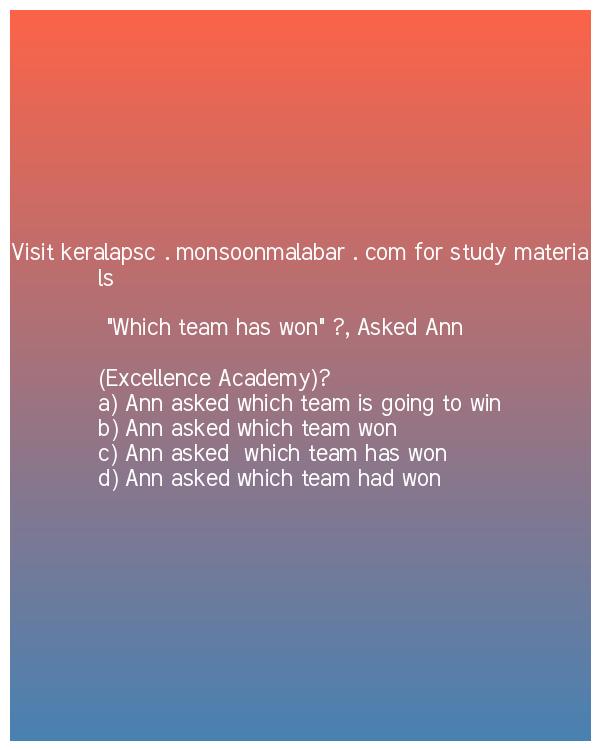 Visit keralapsc . monsoonmalabar . com for study materia
ls
"Which team has won" ?, Asked Ann
(Excellence Academy)?
a) Ann asked which team is going to win
b) Ann asked which team won
c) Ann asked  which team has won
d) Ann asked which team had won